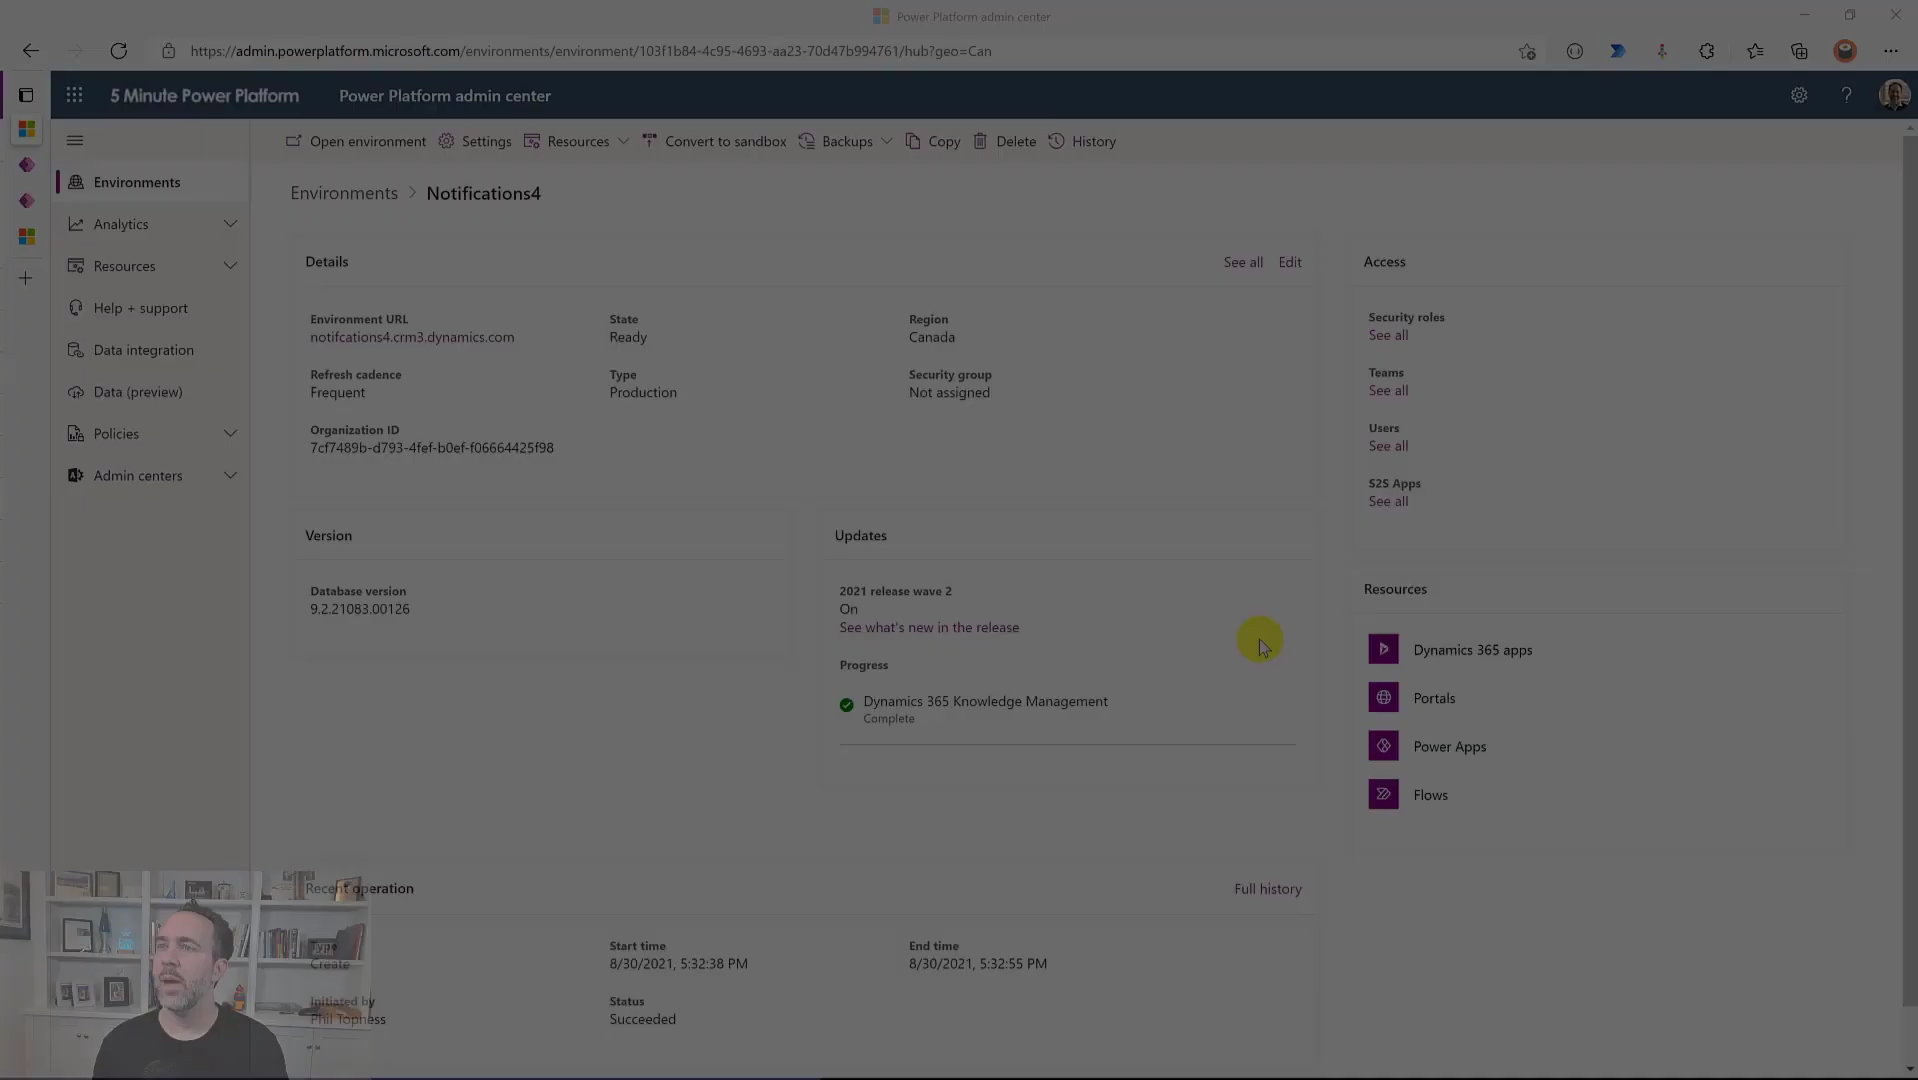 Power Platform admin center
https://admin.powerplatform.microsoft.com/environments/environment/103f1b84-4c95-4693-aa23-70d47b994761/hub?geo=Can
5 Minute Power Platform
Power Platform admin center
Open environment
Settings
Resources
Convert to sandbox
Backups
Copy
Delete
History
Environments
Analytics
Resources
Help + support
Data integration
Data (preview)
Policies
Admin centers
Environments > Notifications4
Details
See all
Edit
Environment URL
notifcations4.crm3.dynamics.com
State
Ready
Region
Canada
Refresh cadence
Frequent
Type
Production
Security group
Not assigned
Organization ID
7cf7489b-d793-4fef-b0ef-f06664425f98
Access
Security roles
See all
Teams
See all
Users
See all
S2S Apps
See all
Version
Database version
9.2.21083.00126
Updates
2021 release wave 2
On
See what's new in the release
Progress
Dynamics 365 Knowledge Management
Complete
Resources
Dynamics 365 apps
Portals
Power Apps
Flows
Recent operation
Full history
Type
Create
Start time
8/30/2021, 5:32:38 PM
End time
8/30/2021, 5:32:55 PM
Initiated by
Phil Topness
Status
Succeeded